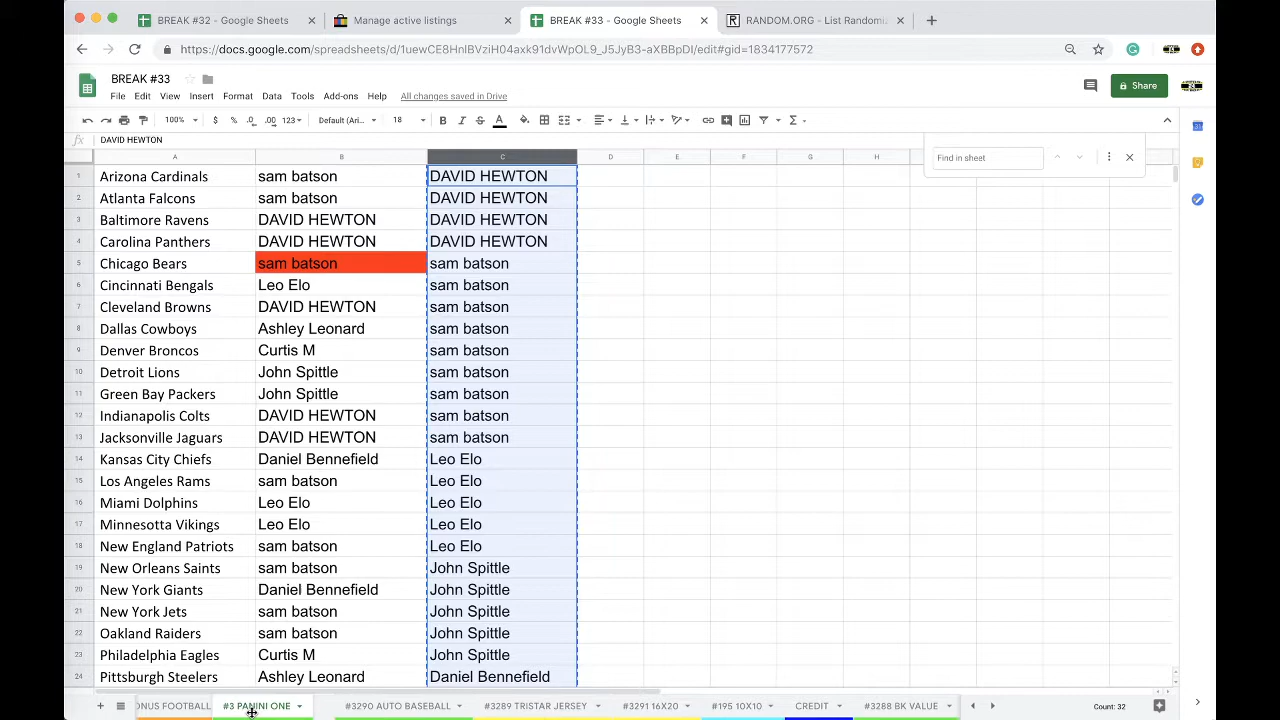 BREAK #32 - Google Sheets
Manage active listings
BREAK #33 - Google Sheets
RANDOM.ORG - List Randomi
https://docs.google.com/spreadsheets/d/1uewCE8HnlBVziH04axk91dvWpOL9_J5JyB3-aXBBpDI/edit#gid=1834177572
BREAK #33
File Edit View Insert Format Data Tools Add-ons Help All changes saved in Drive
Share
100% $ % .0 .00 123 Default (Ari... 18 B I S A
fx DAVID HEWTON
Find in sheet
A B C D E F G H
1 Arizona Cardinals sam batson DAVID HEWTON
2 Atlanta Falcons sam batson DAVID HEWTON
3 Baltimore Ravens DAVID HEWTON DAVID HEWTON
4 Carolina Panthers DAVID HEWTON DAVID HEWTON
5 Chicago Bears sam batson sam batson
6 Cincinnati Bengals Leo Elo sam batson
7 Cleveland Browns DAVID HEWTON sam batson
8 Dallas Cowboys Ashley Leonard sam batson
9 Denver Broncos Curtis M sam batson
10 Detroit Lions John Spittle sam batson
11 Green Bay Packers John Spittle sam batson
12 Indianapolis Colts DAVID HEWTON sam batson
13 Jacksonville Jaguars DAVID HEWTON sam batson
14 Kansas City Chiefs Daniel Bennefield Leo Elo
15 Los Angeles Rams sam batson Leo Elo
16 Miami Dolphins Leo Elo Leo Elo
17 Minnesotta Vikings Leo Elo Leo Elo
18 New England Patriots sam batson Leo Elo
19 New Orleans Saints sam batson John Spittle
20 New York Giants Daniel Bennefield John Spittle
21 New York Jets sam batson John Spittle
22 Oakland Raiders sam batson John Spittle
23 Philadelphia Eagles Curtis M John Spittle
24 Pittsburgh Steelers Ashley Leonard Daniel Bennefield
ONUS FOOTBALL #3 PANINI ONE #3290 AUTO BASEBALL #3289 TRISTAR JERSEY #3291 16X20 #195 10X10 CREDIT #3288 BK VALUE Count: 32